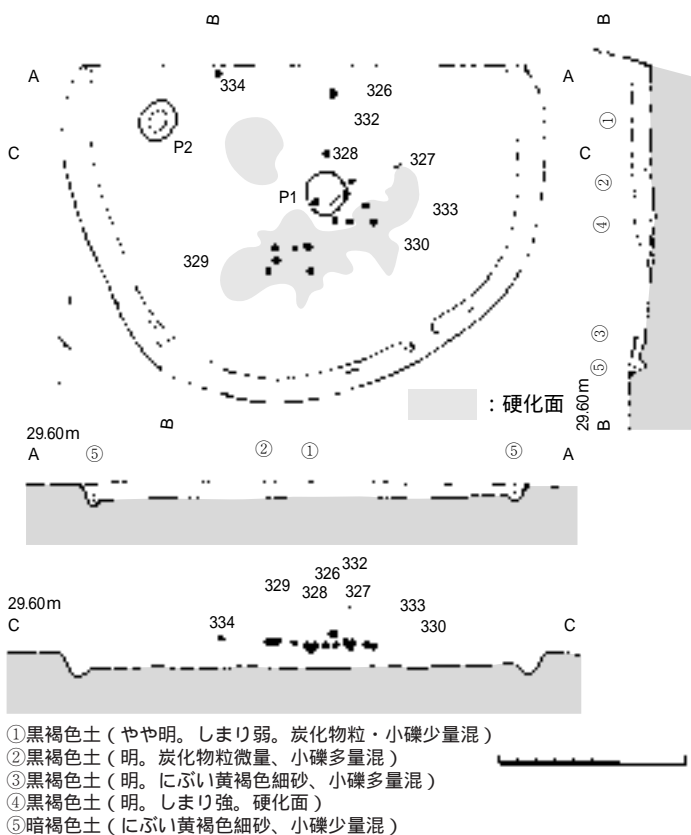 B
B
A
334
326
A
332
①
C
P2
328
327
C
P1
②
333
④
330
329
③
：硬化面
⑤
29.60m
B
B
29.60m
A
⑤
②
①
⑤
A
332
326
329
328
327
29.60m
334
333
C
330
C
①黒褐色土（やや明。しまり弱。炭化物粒・小礫少量混）
②黒褐色土（明。炭化物粒微量、小礫多量混）
③黒褐色土（明。にぶい黄褐色細砂、小礫多量混）
④黒褐色土（明。しまり強。硬化面）
⑤暗褐色土（にぶい黄褐色細砂、小礫少量混）